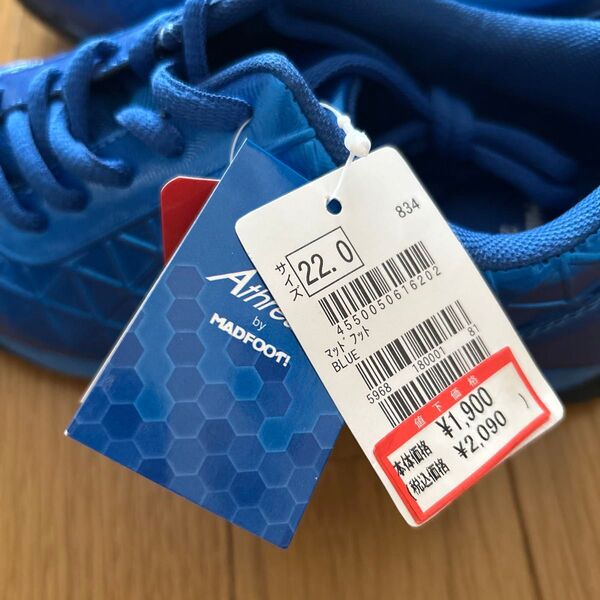 Athle
by
MADFOOT!
834
サイズ
22.0
4550050616202
マッドフット
BLUE
81
5968 180001
値下価格
本体価格 ¥1,900
(税込価格 ¥2,090 )